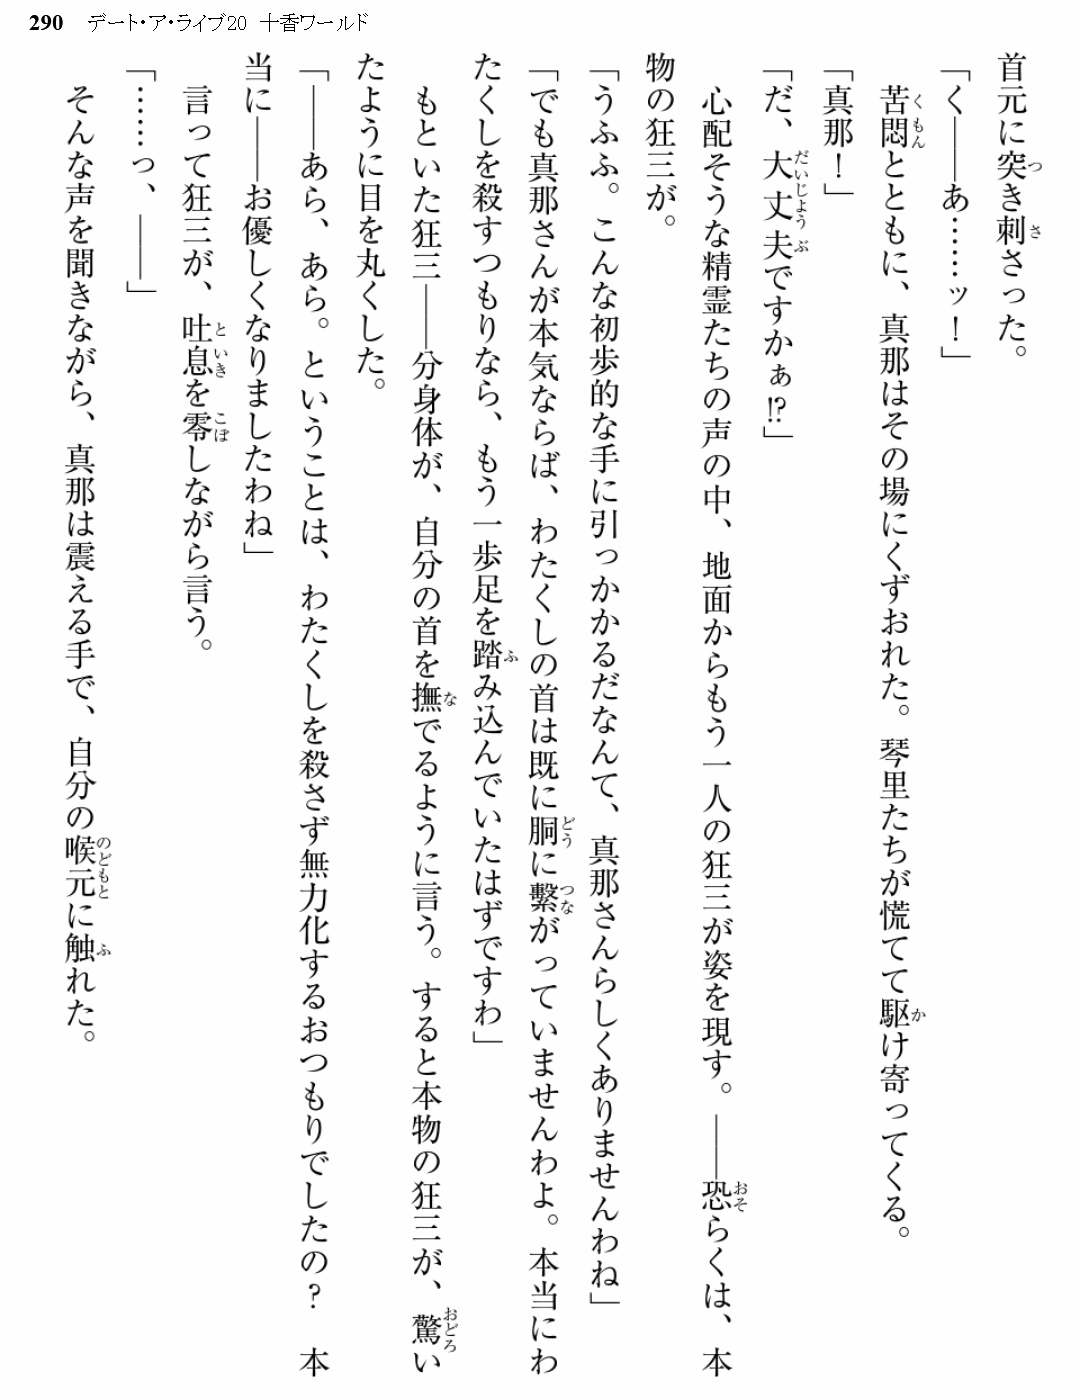 290 デート・ア・ライブ20 十香ワールド
首元に突き刺さった。
「く――あ……ッ！」
　苦悶とともに、真那はその場にくずおれた。琴里たちが慌てて駆け寄ってくる。
「真那！」
「だ、大丈夫ですかぁ!?」
　心配そうな精霊たちの声の中、地面からもう一人の狂三が姿を現す。――恐らくは、本
物の狂三が。
「うふふ。こんな初歩的な手に引っかかるだなんて、真那さんらしくありませんわね」
「でも真那さんが本気ならば、わたくしの首は既に胴に繋がっていませんわよ。本当にわ
たくしを殺すつもりなら、もう一歩足を踏み込んでいたはずですわ」
　もといた狂三――分身体が、自分の首を撫でるように言う。すると本物の狂三が、驚い
たように目を丸くした。
「――あら、あら。ということは、わたくしを殺さず無力化するおつもりでしたの？　本
当に――お優しくなりましたわね」
　言って狂三が、吐息を零しながら言う。
「……っ、――」
　そんな声を聞きながら、真那は震える手で、自分の喉元に触れた。